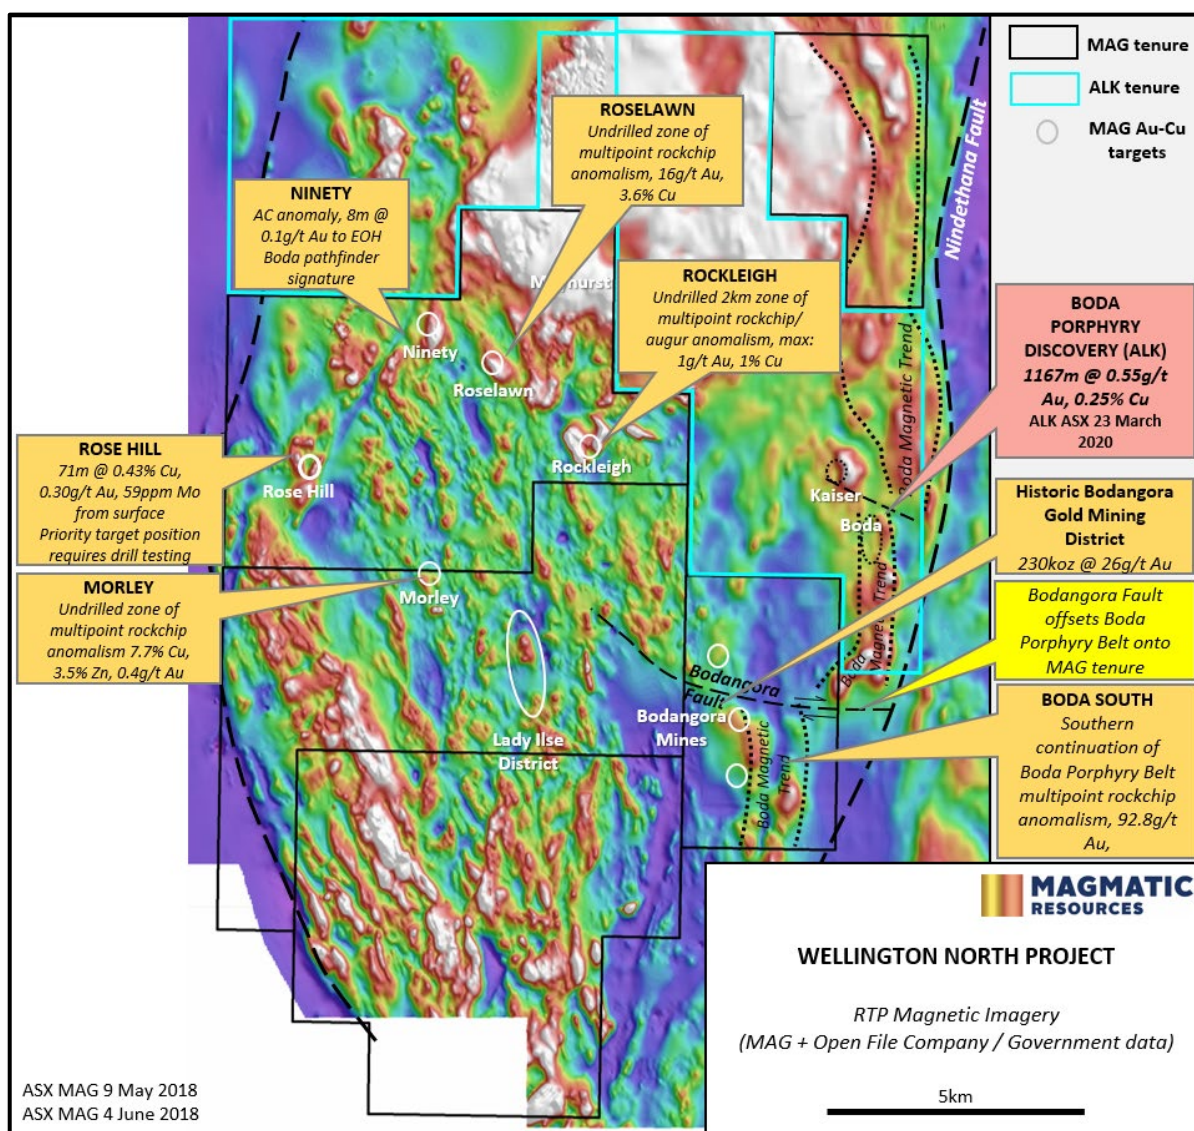 MAG tenure
ALK tenure
MAG Au-Cu
targets
Nindethana Fault
ROSELAWN
Undrilled zone of
multipoint rockchip
anomalism, 16g/t Au,
3.6% Cu
NINETY
AC anomaly, 8m @
0.1g/t Au to EOH
Boda pathfinder
signature
ROCKLEIGH
Undrilled 2km zone of
multipoint rockchip/
augur anomalism, max:
1g/t Au, 1% Cu
BODA
PORPHYRY
DISCOVERY (ALK)
1167m @ 0.55g/t
Au, 0.25% Cu
ALK ASX 23 March
2020
Ninety
Roselawn
Rockleigh
Rose Hill
Morley
Kaiser
Boda
Boda Magnetic Trend
Magnetic Trend
Boda
ROSE HILL
71m @ 0.43% Cu,
0.30g/t Au, 59ppm Mo
from surface
Priority target position
requires drill testing
MORLEY
Undrilled zone of
multipoint rockchip
anomalism 7.7% Cu,
3.5% Zn, 0.4g/t Au
Historic Bodangora
Gold Mining
District
230koz @ 26g/t Au
Bodangora Fault
offsets Boda
Porphyry Belt onto
MAG tenure
BODA SOUTH
Southern
continuation of
Boda Porphyry Belt
multipoint rockchip
anomalism, 92.8g/t
Au,
Bodangora
Fault
Bodangora
Mines
Lady Ilse
District
Boda Magnetic
Trend
MAGMATIC
RESOURCES
WELLINGTON NORTH PROJECT
RTP Magnetic Imagery
(MAG + Open File Company / Government data)
5km
ASX MAG 9 May 2018
ASX MAG 4 June 2018